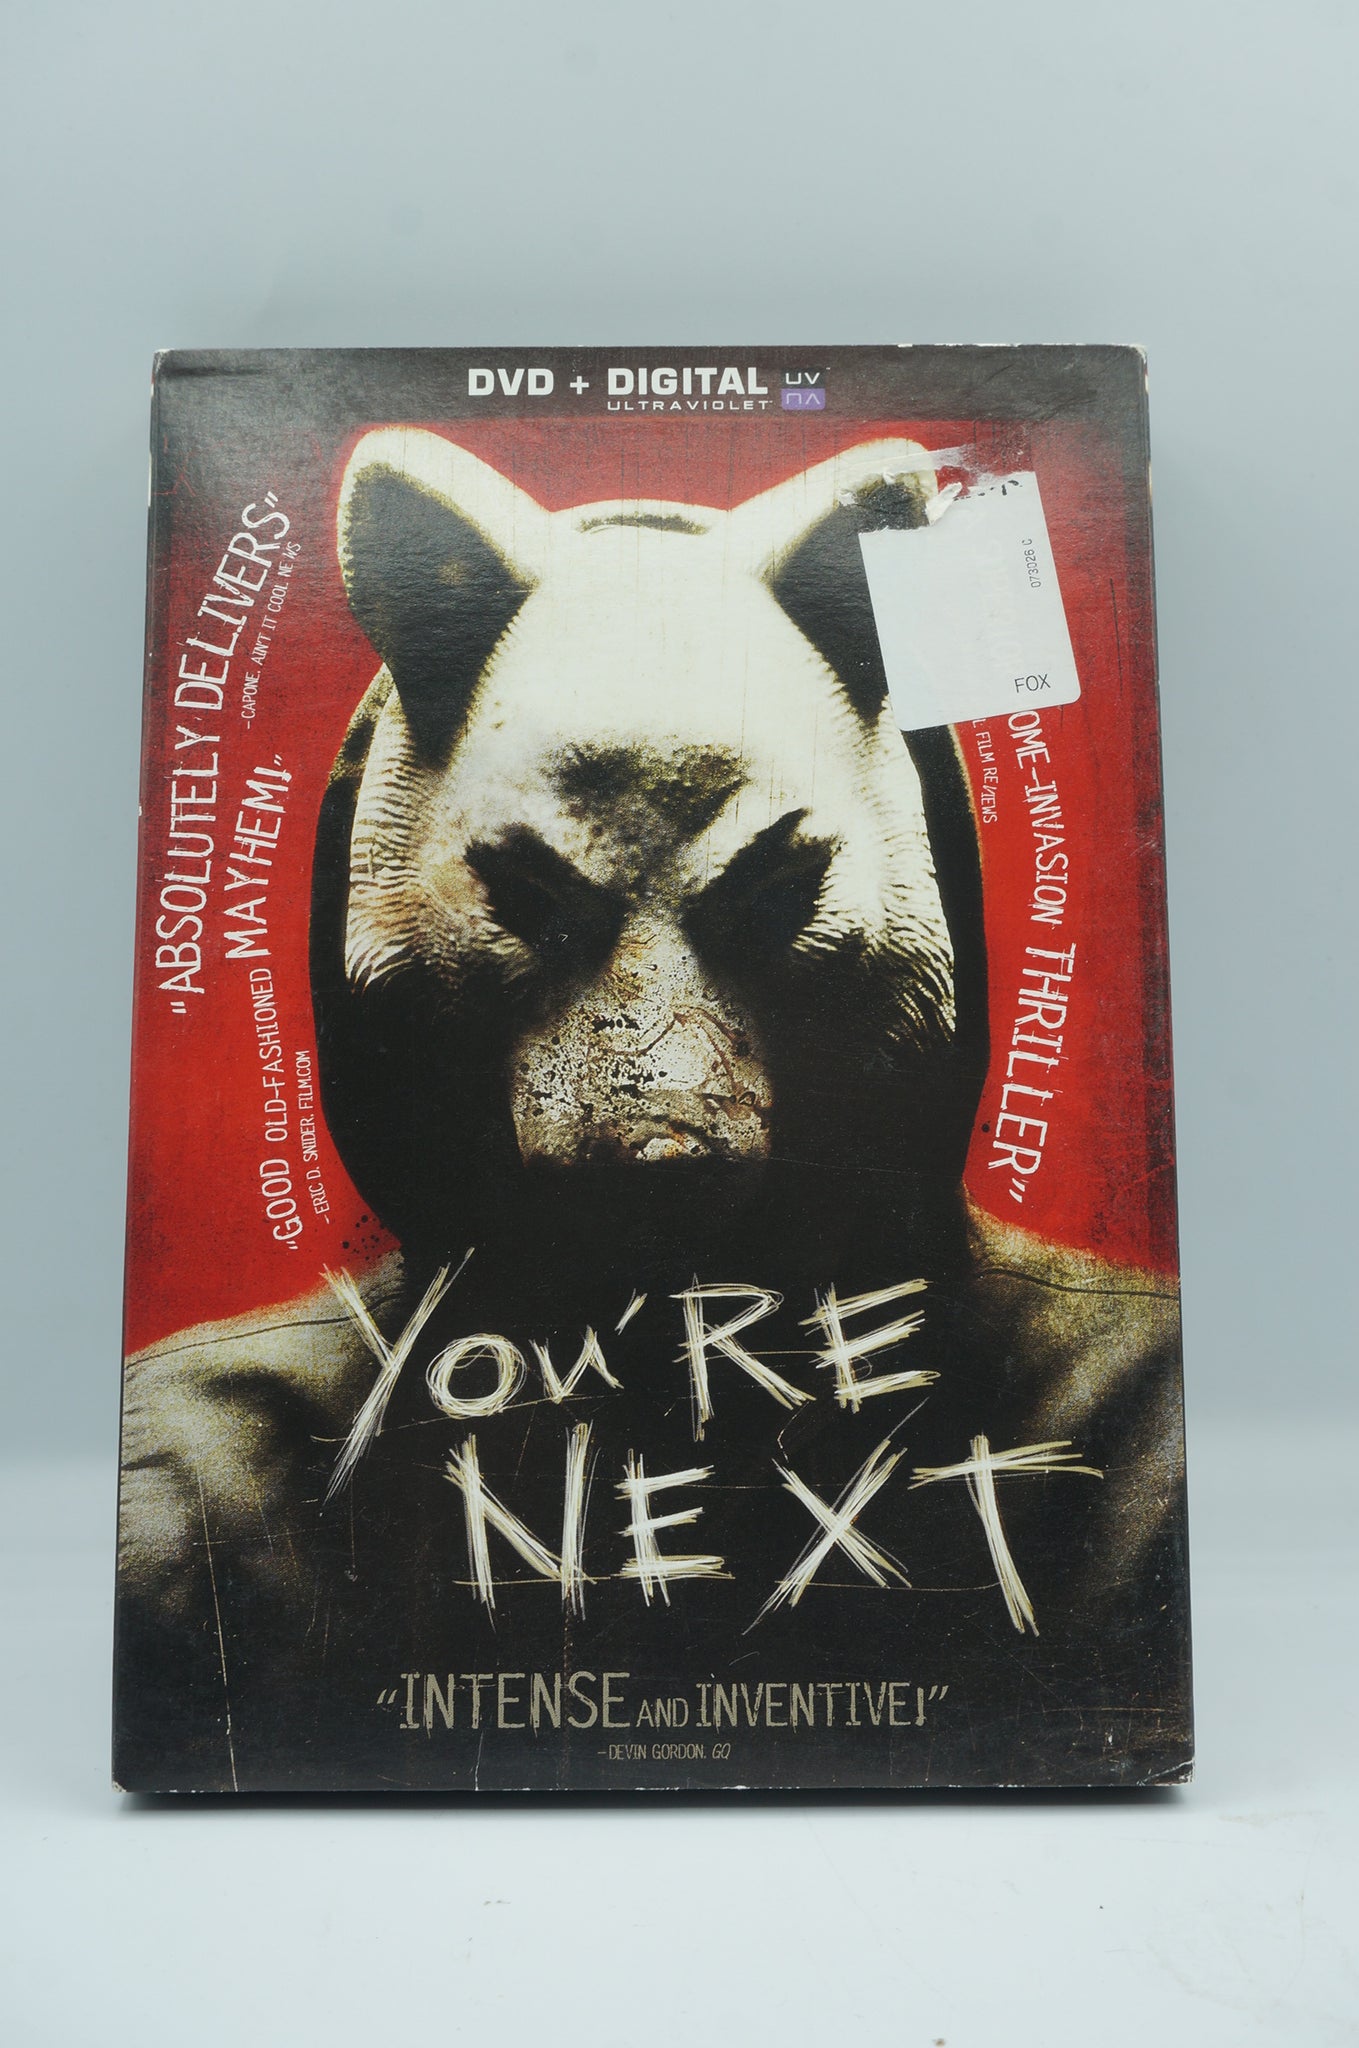 DVD + DIGITAL UV
ULTRAVIOLET
"ABSOLUTELY DELIVERS"
-CAPONE, AIN'T IT COOL NEWS
"GOOD OLD-FASHIONED MAYHEM!"
-ERIC D. SNIDER, FILM.COM
073026 C
FOX
OME-INVASION THRILLER"
FILM REVIEWS
YOU'RE
NEXT
"INTENSE AND INVENTIVE!"
-DEVIN GORDON, GQ